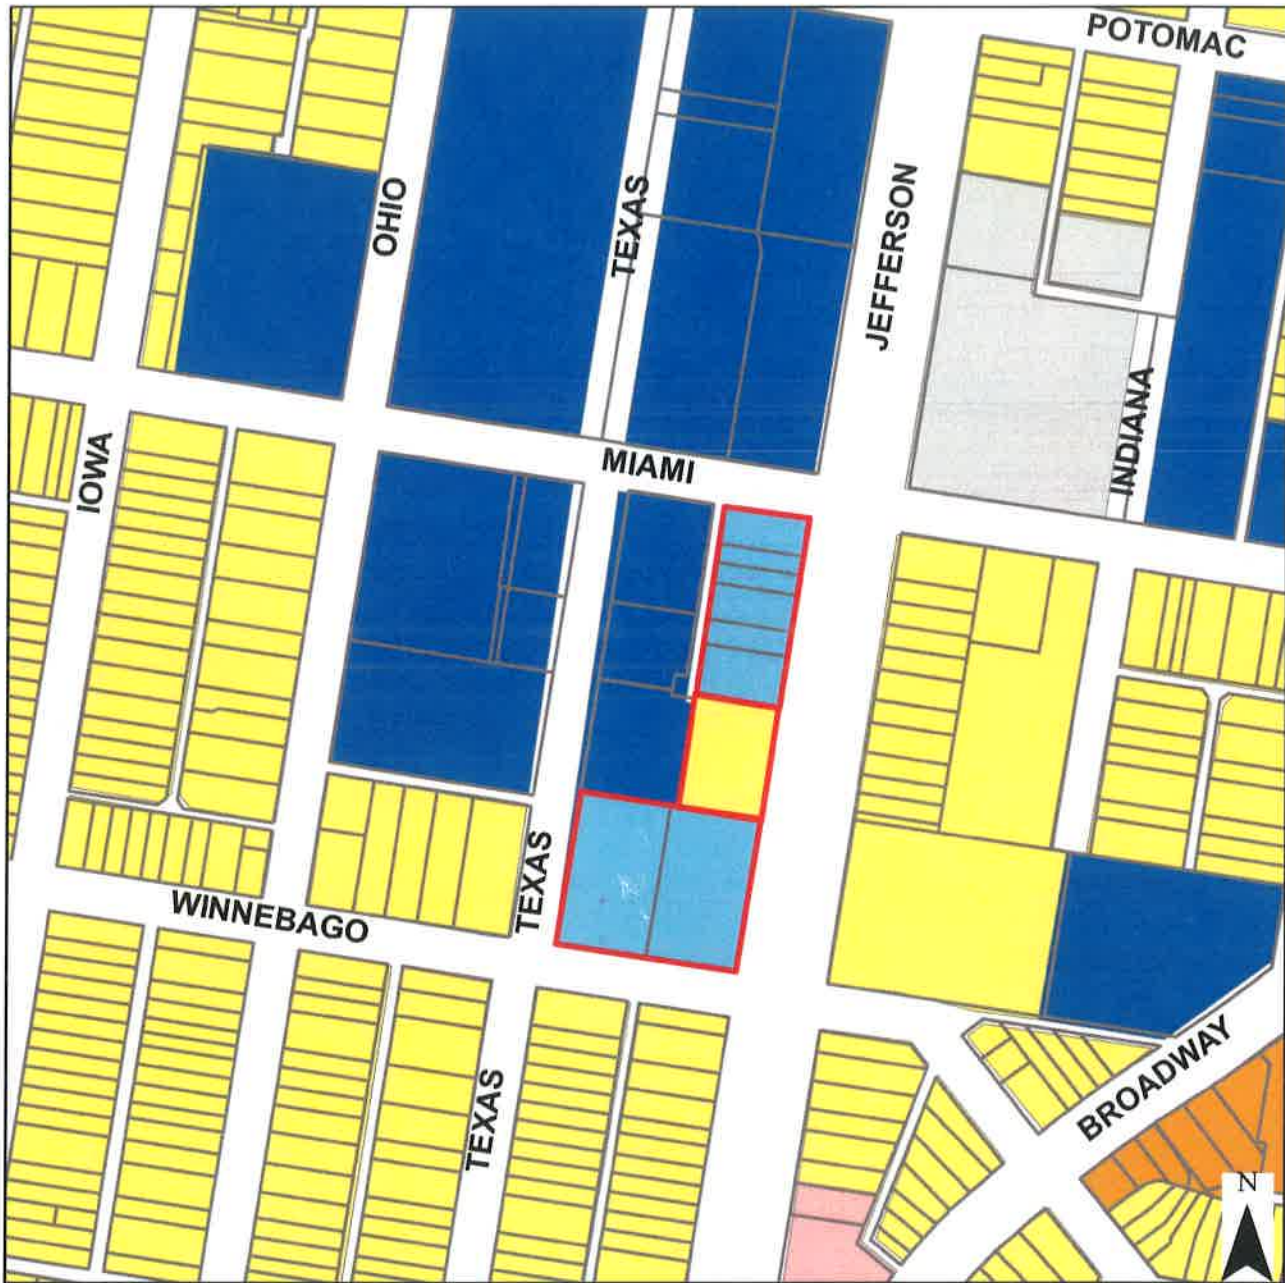 POTOMAC
OHIO
TEXAS
JEFFERSON
INDIANA
MIAMI
IOWA
TEXAS
WINNEBAGO
TEXAS
BROADWAY
N